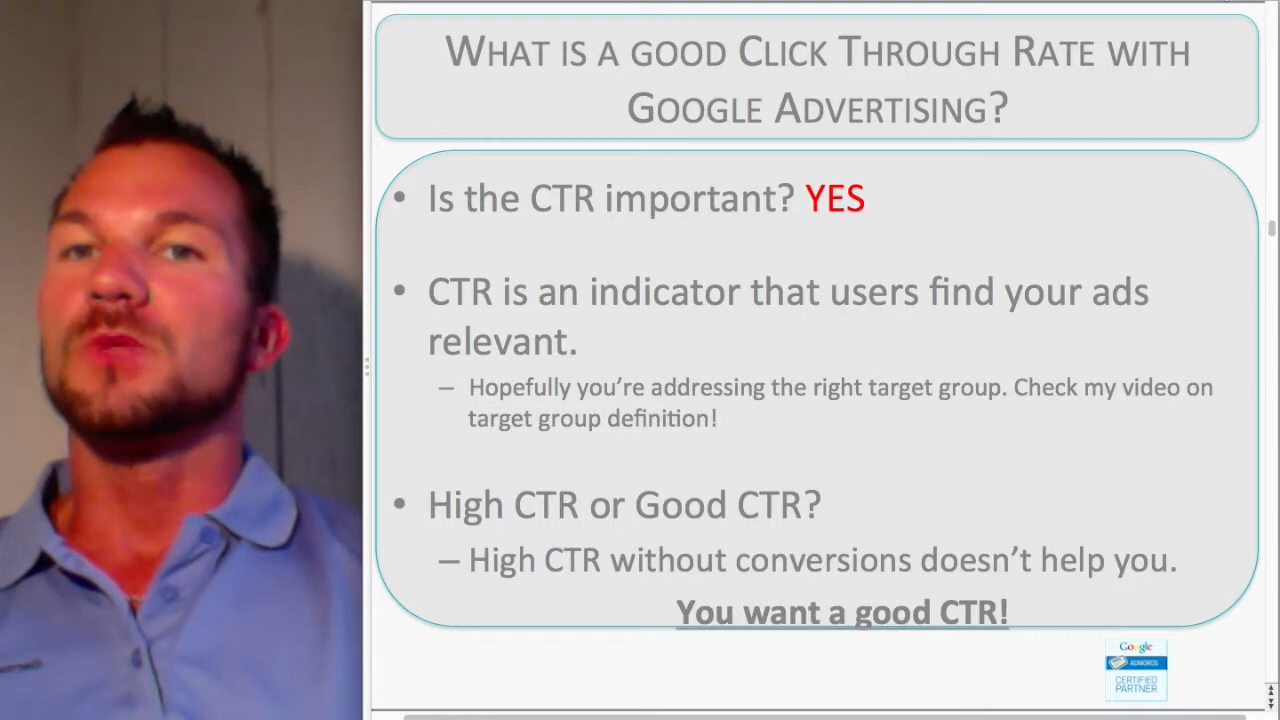 WHAT IS A GOOD CLICK THROUGH RATE WITH
GOOGLE ADVERTISING?
• Is the CTR important? YES
• CTR is an indicator that users find your ads
relevant.
– Hopefully you’re addressing the right target group. Check my video on
target group definition!
• High CTR or Good CTR?
– High CTR without conversions doesn’t help you.
You want a good CTR!
Google
ADWORDS
CERTIFIED
PARTNER